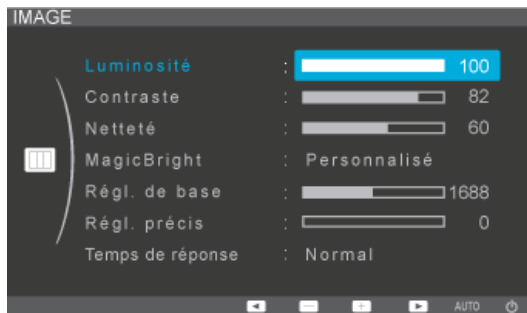 IMAGE
Luminosité : 100
Contraste : 82
Netteté : 60
MagicBright : Personnalisé
Régl. de base : 1688
Régl. précis : 0
Temps de réponse : Normal
AUTO